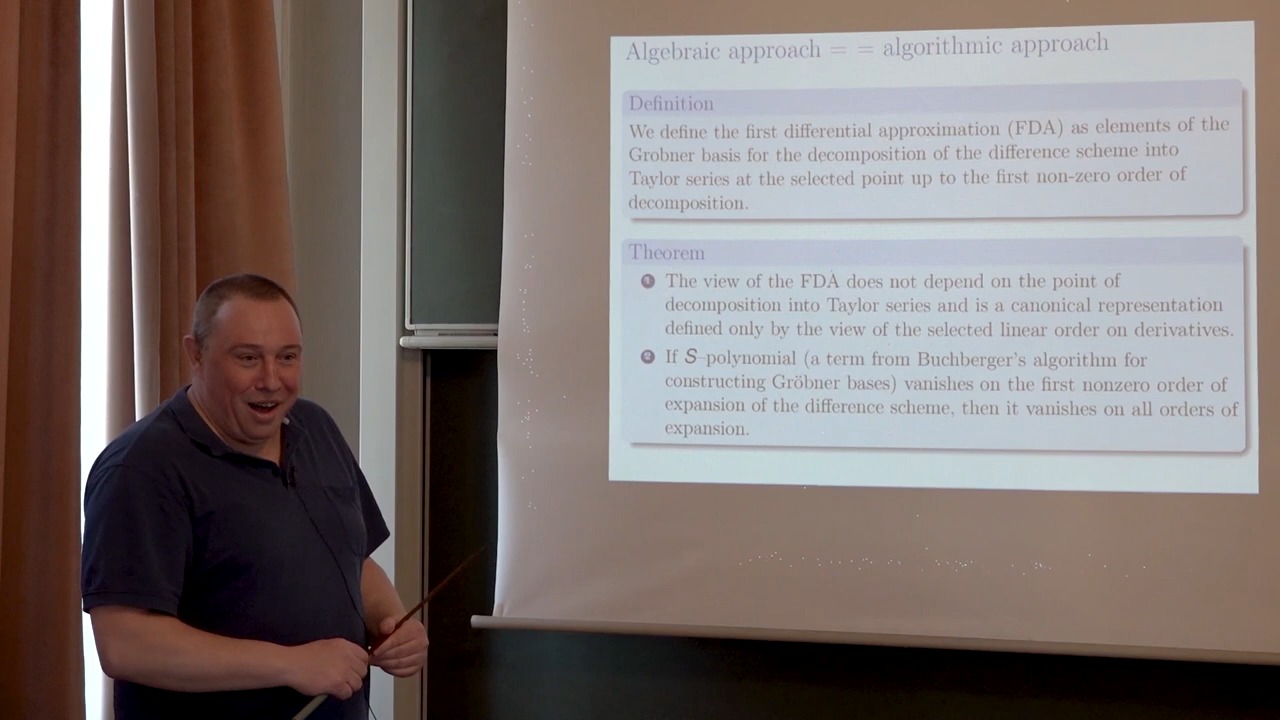 Algebraic approach = = algorithmic approach
Definition
We define the first differential approximation (FDA) as elements of the
Grobner basis for the decomposition of the difference scheme into
Taylor series at the selected point up to the first non-zero order of
decomposition.
Theorem
1 The view of the FDA does not depend on the point of
decomposition into Taylor series and is a canonical representation
defined only by the view of the selected linear order on derivatives.
2 If S–polynomial (a term from Buchberger's algorithm for
constructing Gröbner bases) vanishes on the first nonzero order of
expansion of the difference scheme, then it vanishes on all orders of
expansion.